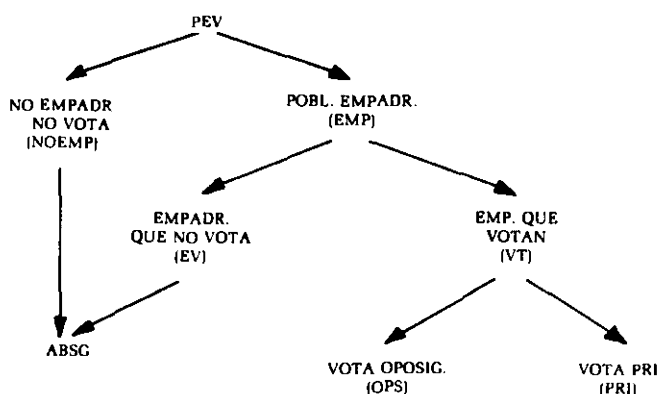 PEV
NO EMPADR
NO VOTA
(NOEMP)
POBL. EMPADR.
(EMP)
EMPADR.
QUE NO VOTA
(EV)
EMP. QUE
VOTAN
(VT)
ABSG
VOTA OPOSIG.
(OPS)
VOTA PRI
(PRI)